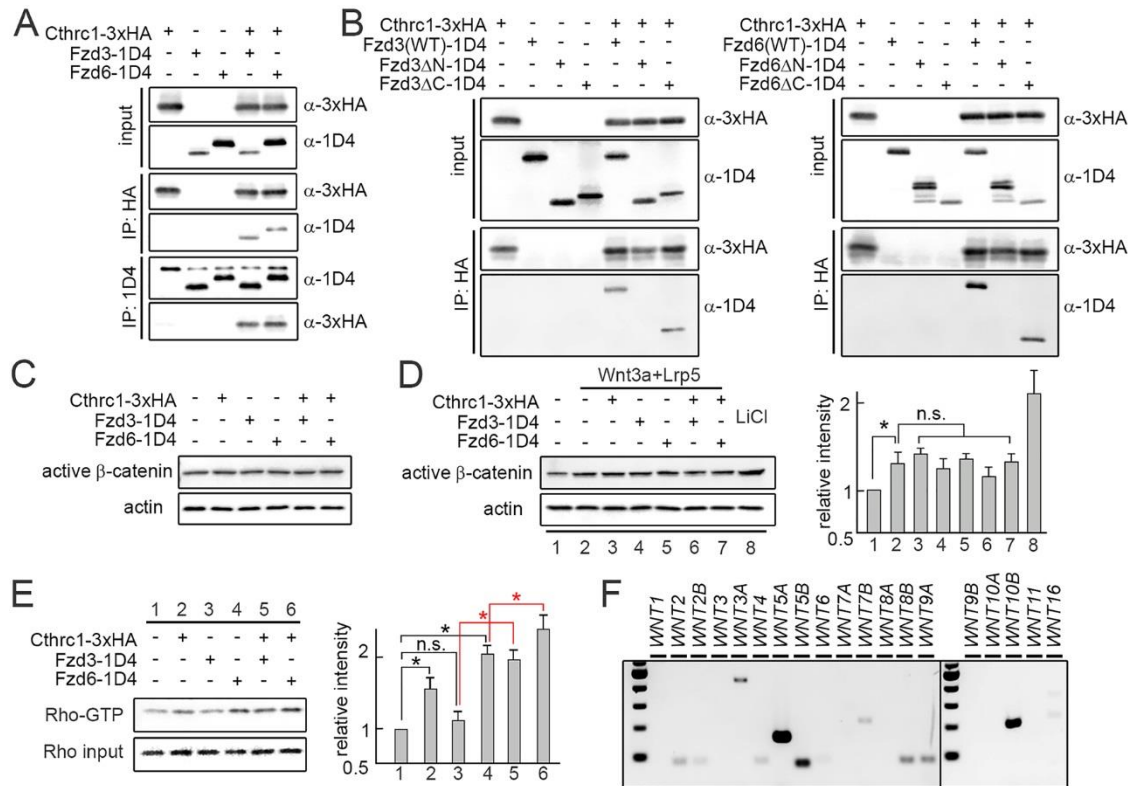 A
Cthrc1-3xHA + - - + +
Fzd3-1D4 - + - + -
Fzd6-1D4 - - + - +
input
α-3xHA
α-1D4
IP: HA
α-3xHA
α-1D4
IP: 1D4
α-1D4
α-3xHA
B
Cthrc1-3xHA + - - - + + +
Fzd3(WT)-1D4 - + - - + - -
Fzd3ΔN-1D4 - - + - - + -
Fzd3ΔC-1D4 - - - + - - +
input
α-3xHA
α-1D4
IP: HA
α-3xHA
α-1D4
Cthrc1-3xHA + - - - + + +
Fzd6(WT)-1D4 - + - - + - -
Fzd6ΔN-1D4 - - + - - + -
Fzd6ΔC-1D4 - - - + - - +
input
α-3xHA
α-1D4
IP: HA
α-3xHA
α-1D4
C
Cthrc1-3xHA - + - - + +
Fzd3-1D4 - - + - + -
Fzd6-1D4 - - - + - +
active β-catenin
actin
D
Wnt3a+Lrp5
Cthrc1-3xHA - - + - - + +
Fzd3-1D4 - - - + - + -
Fzd6-1D4 - - - - + - +
LiCl
active β-catenin
actin
1 2 3 4 5 6 7 8
relative intensity
2
1
0.5
* n.s.
1 2 3 4 5 6 7 8
E
1 2 3 4 5 6
Cthrc1-3xHA - + - - + +
Fzd3-1D4 - - + - + -
Fzd6-1D4 - - - + - +
Rho-GTP
Rho input
relative intensity
2
1
0.5
*
*
*
n.s.
*
1 2 3 4 5 6
F
WNT1 WNT2 WNT2B WNT3 WNT3A WNT4 WNT5A WNT5B WNT6 WNT7A WNT7B WNT8A WNT8B WNT9A
WNT9B WNT10A WNT10B WNT11 WNT16